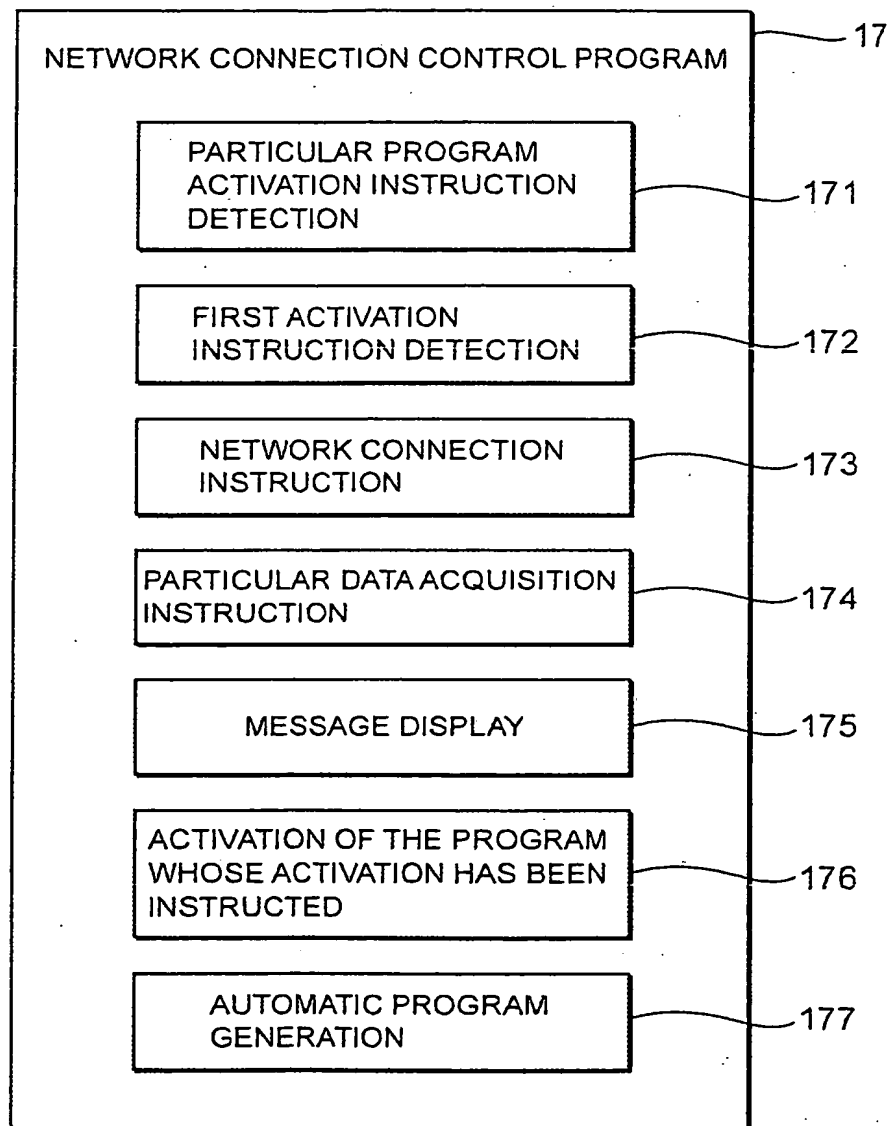 17
NETWORK CONNECTION CONTROL PROGRAM
PARTICULAR PROGRAM
ACTIVATION INSTRUCTION
DETECTION
171
FIRST ACTIVATION
INSTRUCTION DETECTION
172
NETWORK CONNECTION
INSTRUCTION
173
PARTICULAR DATA ACQUISITION
INSTRUCTION
174
MESSAGE DISPLAY
175
ACTIVATION OF THE PROGRAM
WHOSE ACTIVATION HAS BEEN
INSTRUCTED
176
AUTOMATIC PROGRAM
GENERATION
177